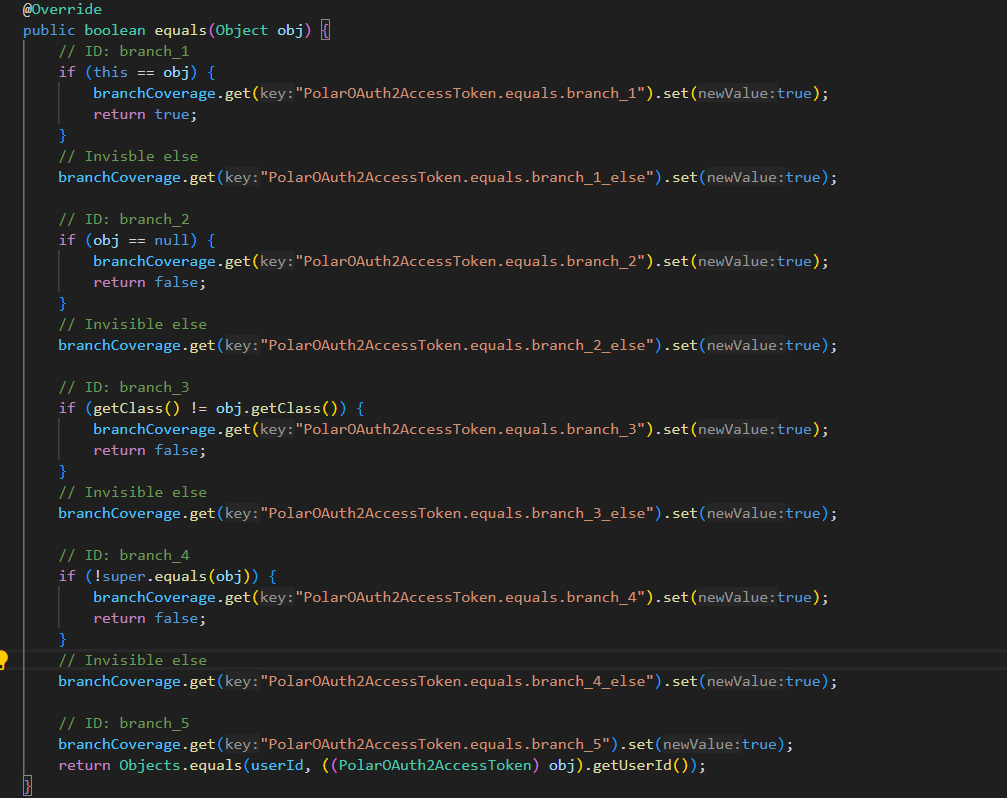 @Override
public boolean equals(Object obj) {
// ID: branch_1
if (this == obj) {
branchCoverage.get(key:"PolarOAuth2AccessToken.equals.branch_1").set(newValue:true);
return true;
}
// Invisble else
branchCoverage.get(key:"PolarOAuth2AccessToken.equals.branch_1_else").set(newValue:true);
// ID: branch_2
if (obj == null) {
branchCoverage.get(key:"PolarOAuth2AccessToken.equals.branch_2").set(newValue:true);
return false;
}
// Invisible else
branchCoverage.get(key:"PolarOAuth2AccessToken.equals.branch_2_else").set(newValue:true);
// ID: branch_3
if (getClass() != obj.getClass()) {
branchCoverage.get(key:"PolarOAuth2AccessToken.equals.branch_3").set(newValue:true);
return false;
}
// Invisible else
branchCoverage.get(key:"PolarOAuth2AccessToken.equals.branch_3_else").set(newValue:true);
// ID: branch_4
if (!super.equals(obj)) {
branchCoverage.get(key:"PolarOAuth2AccessToken.equals.branch_4").set(newValue:true);
return false;
}
// Invisible else
branchCoverage.get(key:"PolarOAuth2AccessToken.equals.branch_4_else").set(newValue:true);
// ID: branch_5
branchCoverage.get(key:"PolarOAuth2AccessToken.equals.branch_5").set(newValue:true);
return Objects.equals(userId, ((PolarOAuth2AccessToken) obj).getUserId());
}